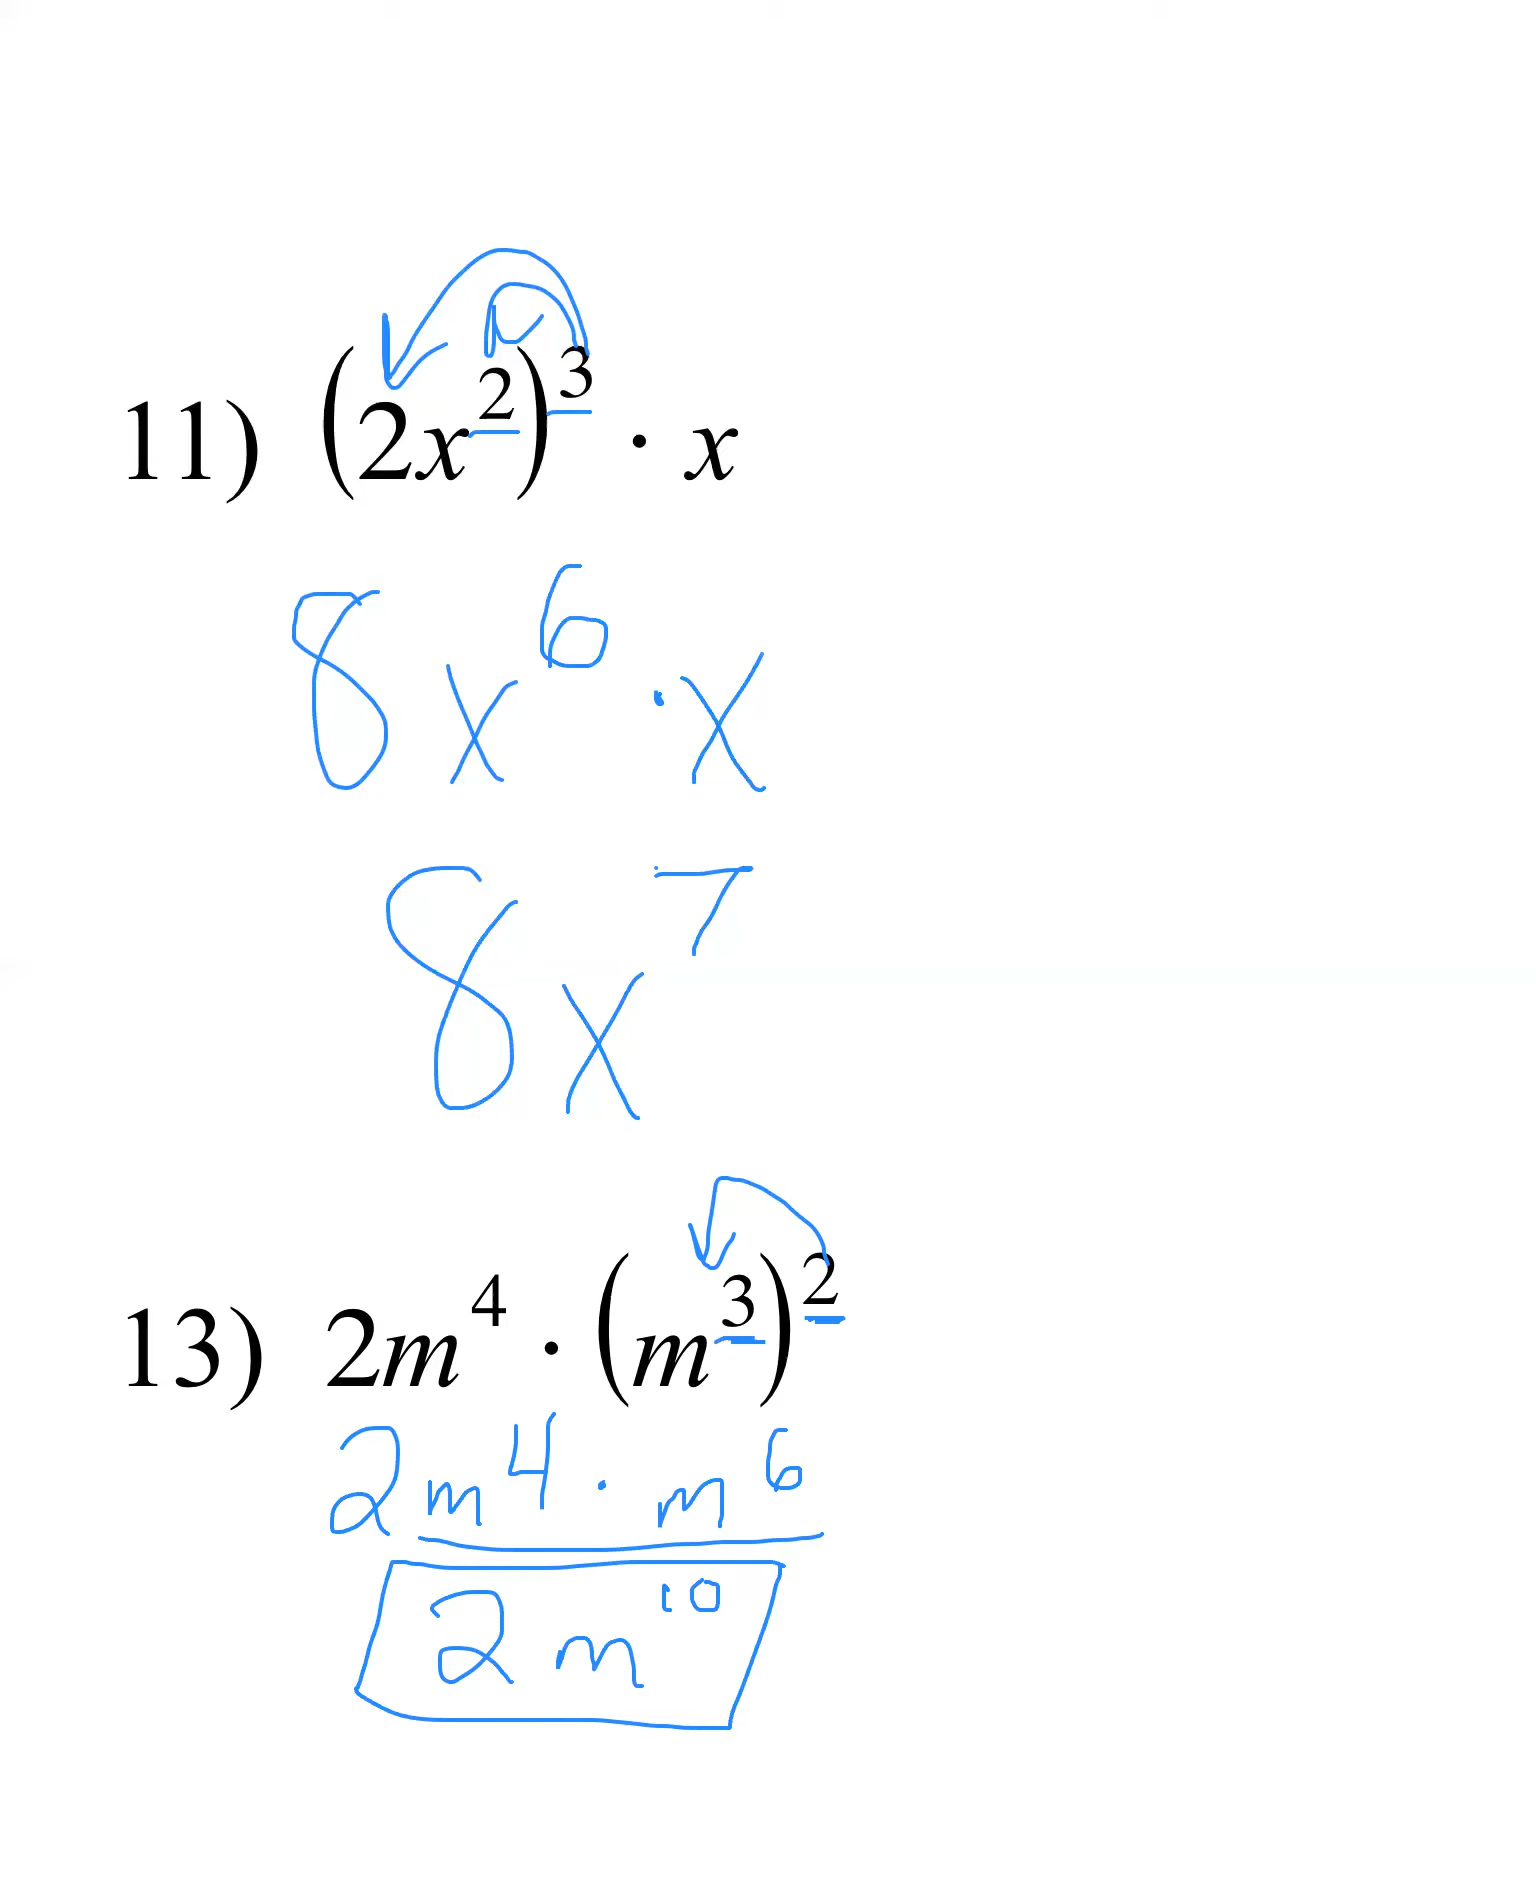 11) (2x²)³ · x
8x⁶ · x
8x⁷
13) 2m⁴ · (m³)²
2m⁴ · m⁶
2m¹⁰